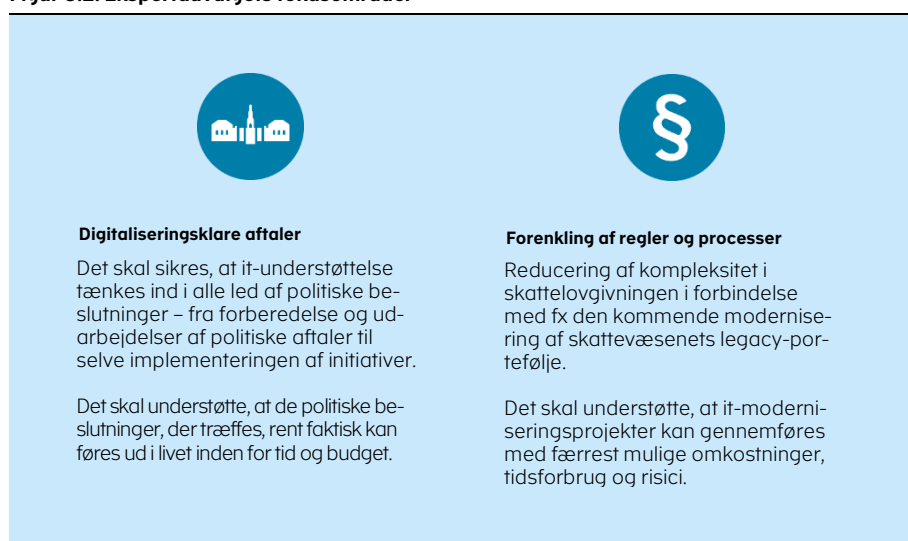 §
Digitaliseringsklare aftaler
Det skal sikres, at it-understøttelse
tænkes ind i alle led af politiske be-
slutninger – fra forberedelse og ud-
arbejdelser af politiske aftaler til
selve implementeringen af initiativer.
Det skal understøtte, at de politiske be-
slutninger, der træffes, rent faktisk kan
føres ud i livet inden for tid og budget.
Forenkling af regler og processer
Reducering af kompleksitet i
skattelovgivningen i forbindelse
med fx den kommende modernise-
ring af skattevæsenets legacy-por-
tefølje.
Det skal understøtte, at it-moderni-
seringsprojekter kan gennemføres
med færrest mulige omkostninger,
tidsforbrug og risici.